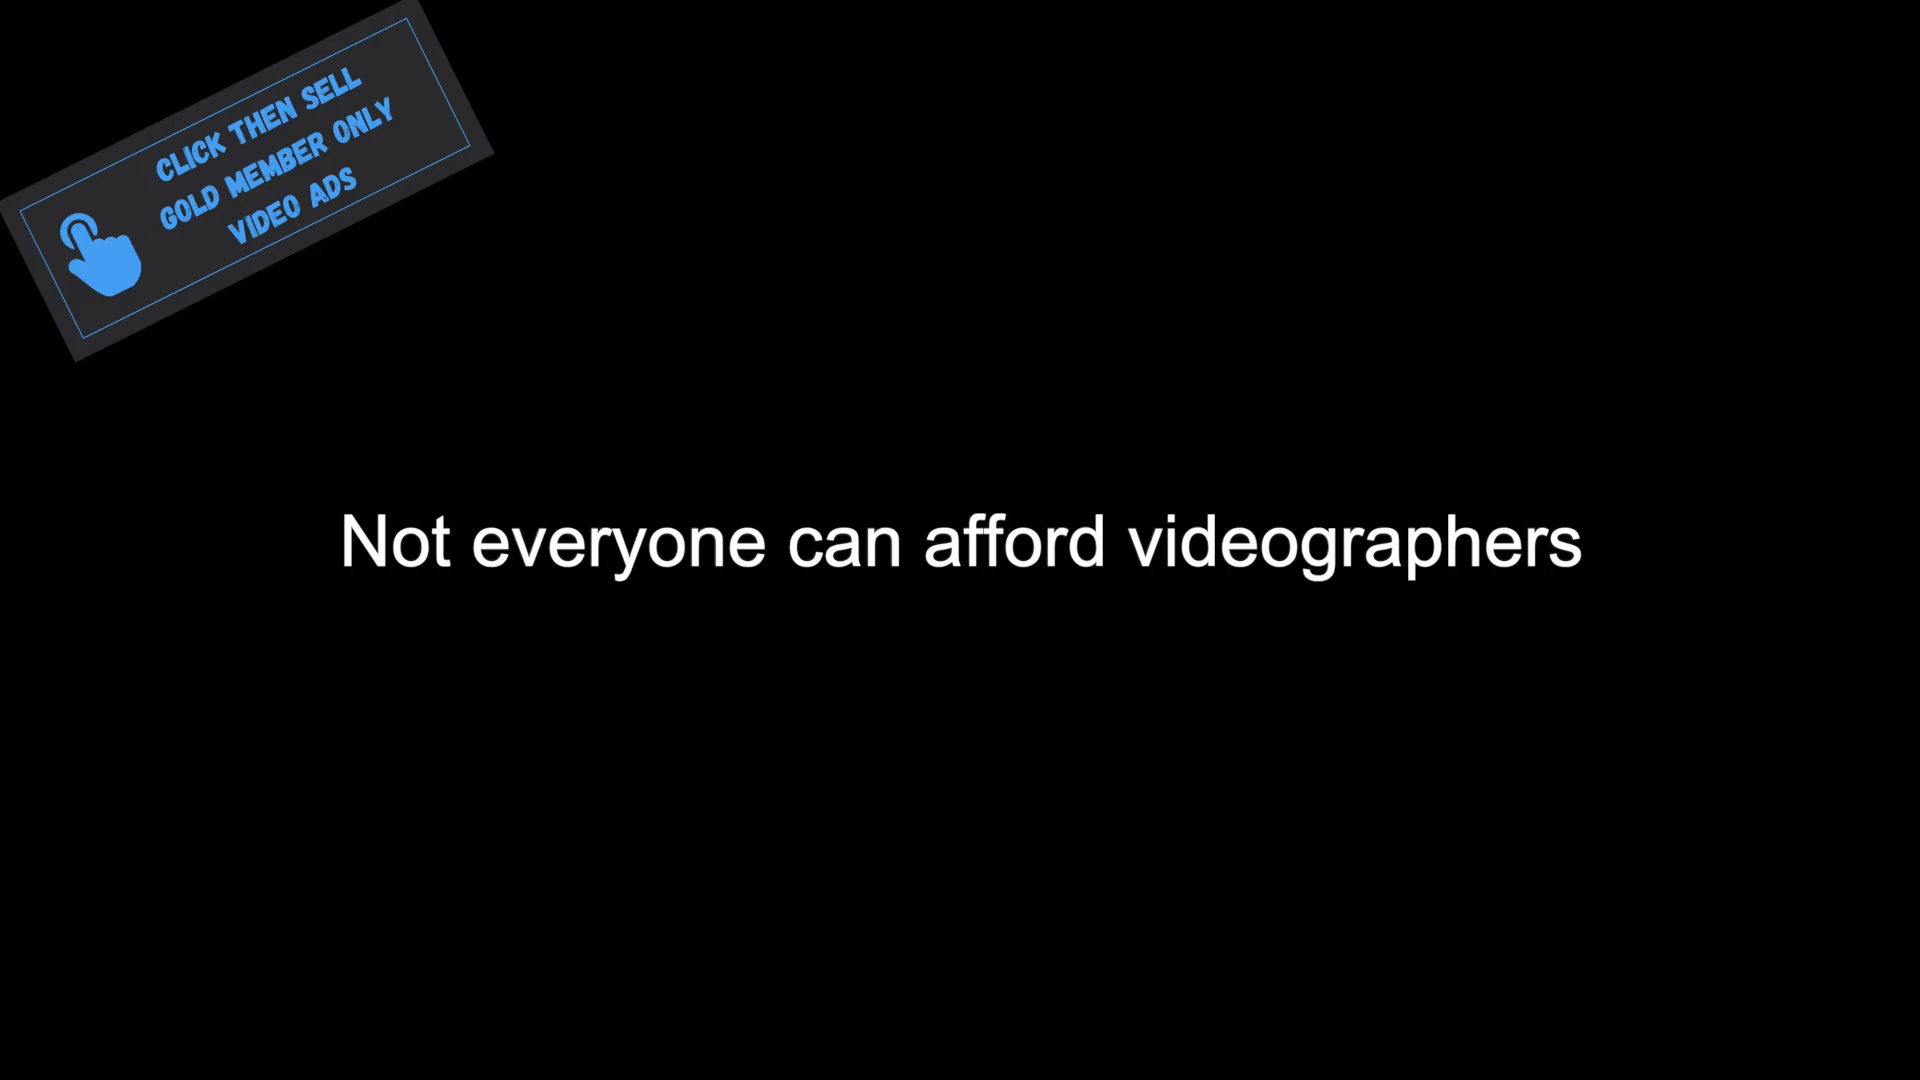 CLICK THEN SELL
GOLD MEMBER ONLY
VIDEO ADS
Not everyone can afford videographers